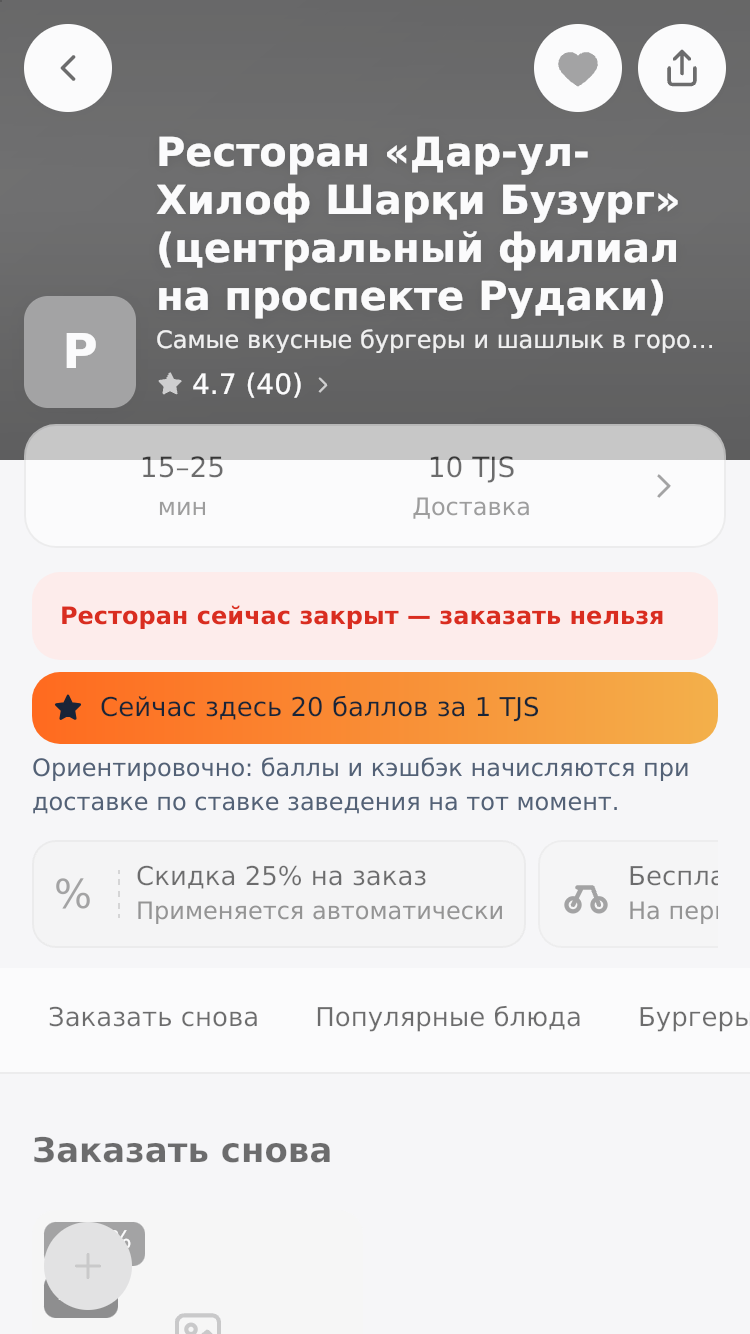 Ресторан «Дар-ул-
Хилоф Шарқи Бузург»
(центральный филиал
на проспекте Рудаки)
Р
Самые вкусные бургеры и шашлык в горо…
4.7 (40)
15–25
мин
10 TJS
Доставка
Ресторан сейчас закрыт — заказать нельзя
Сейчас здесь 20 баллов за 1 TJS
Ориентировочно: баллы и кэшбэк начисляются при
доставке по ставке заведения на тот момент.
%
Скидка 25% на заказ
Применяется автоматически
Беспла
На пер
Заказать снова
Популярные блюда
Бургеры
Заказать снова
%